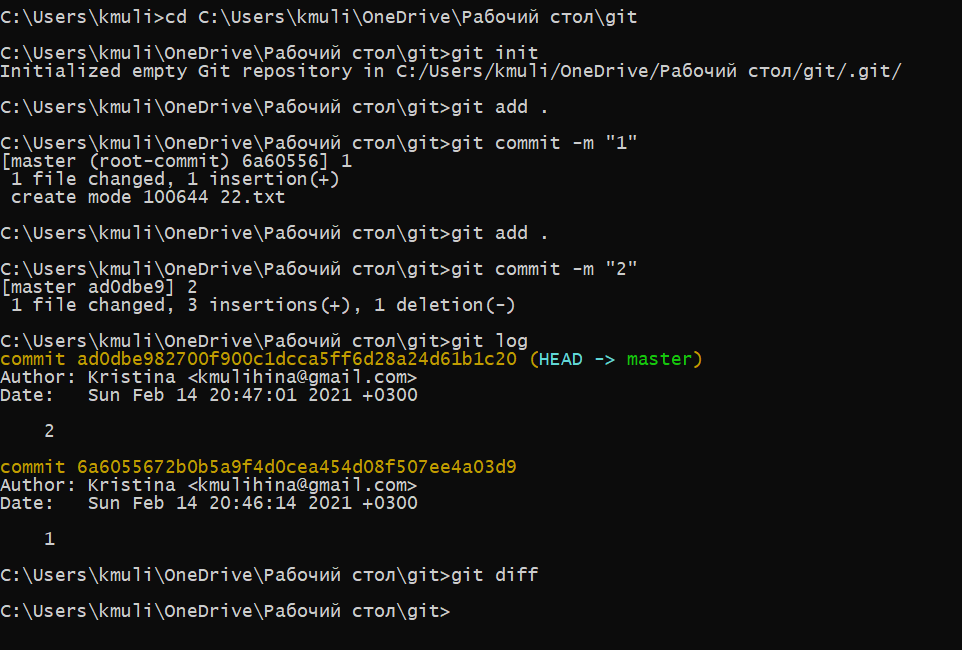 C:\Users\kmuli>cd C:\Users\kmuli\OneDrive\Рабочий стол\git
C:\Users\kmuli\OneDrive\Рабочий стол\git>git init
Initialized empty Git repository in C:/Users/kmuli/OneDrive/Рабочий стол/git/.git/
C:\Users\kmuli\OneDrive\Рабочий стол\git>git add .
C:\Users\kmuli\OneDrive\Рабочий стол\git>git commit -m "1"
[master (root-commit) 6a60556] 1
 1 file changed, 1 insertion(+)
 create mode 100644 22.txt
C:\Users\kmuli\OneDrive\Рабочий стол\git>git add .
C:\Users\kmuli\OneDrive\Рабочий стол\git>git commit -m "2"
[master ad0dbe9] 2
 1 file changed, 3 insertions(+), 1 deletion(-)
C:\Users\kmuli\OneDrive\Рабочий стол\git>git log
commit ad0dbe982700f900c1dcca5ff6d28a24d61b1c20 (HEAD -> master)
Author: Kristina <kmulihina@gmail.com>
Date:   Sun Feb 14 20:47:01 2021 +0300
    2
commit 6a6055672b0b5a9f4d0cea454d08f507ee4a03d9
Author: Kristina <kmulihina@gmail.com>
Date:   Sun Feb 14 20:46:14 2021 +0300
    1
C:\Users\kmuli\OneDrive\Рабочий стол\git>git diff
C:\Users\kmuli\OneDrive\Рабочий стол\git>